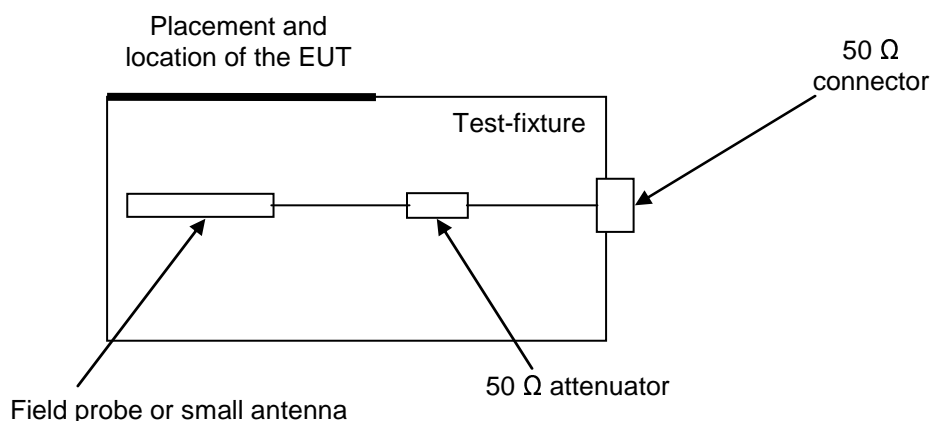 Placement and
location of the EUT
50 Ω
connector
Test-fixture
50 Ω attenuator
Field probe or small antenna